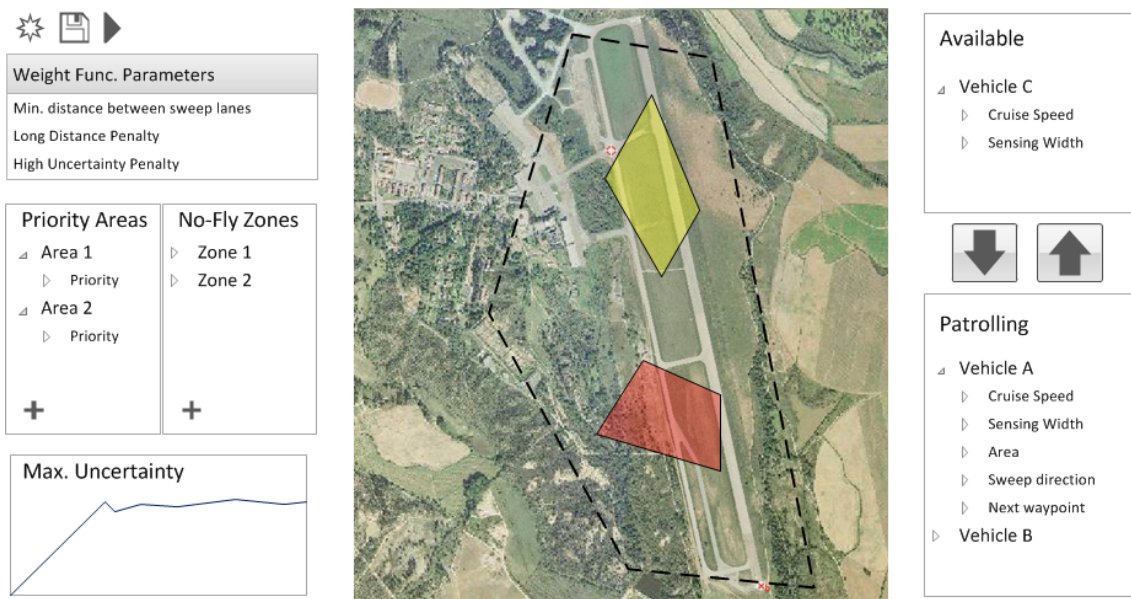 Weight Func. Parameters
Min. distance between sweep lanes
Long Distance Penalty
High Uncertainty Penalty
Priority Areas
Area 1
Priority
Area 2
Priority
No-Fly Zones
Zone 1
Zone 2
Max. Uncertainty
Available
Vehicle C
Cruise Speed
Sensing Width
Patrolling
Vehicle A
Cruise Speed
Sensing Width
Area
Sweep direction
Next waypoint
Vehicle B